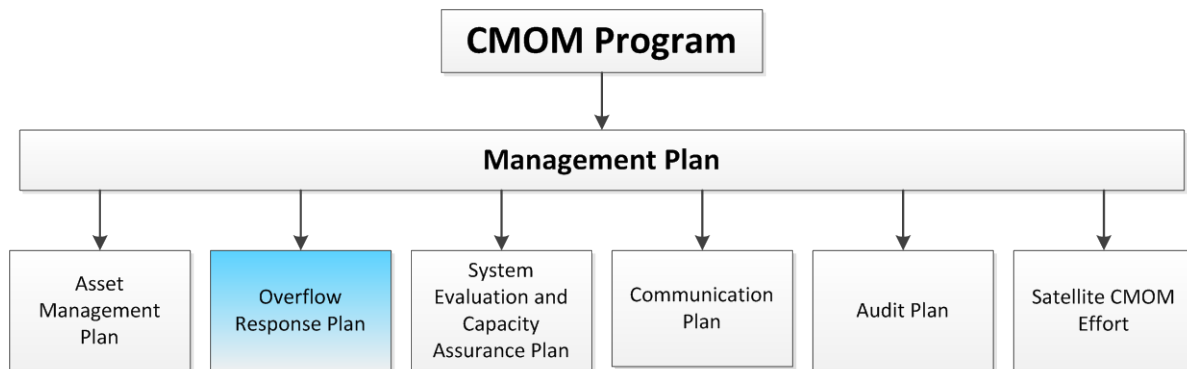 CMOM Program
Management Plan
Asset
Management
Plan
Overflow
Response Plan
System
Evaluation and
Capacity
Assurance Plan
Communication
Plan
Audit Plan
Satellite CMOM
Effort